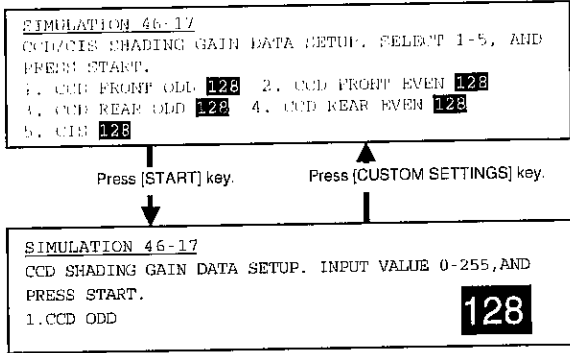 SIMULATION 46-17
CCD/CIS SHADING GAIN DATA SETUP. SELECT 1-5, AND
PRESS START.
1. CCD FRONT ODD 128 2. CCD FRONT EVEN 128
3. CCD REAR ODD 128 4. CCD REAR EVEN 128
5. CIS 128
Press [START] key.
Press [CUSTOM SETTINGS] key.
SIMULATION 46-17
CCD SHADING GAIN DATA SETUP. INPUT VALUE 0-255,AND
PRESS START.
1.CCD ODD
128